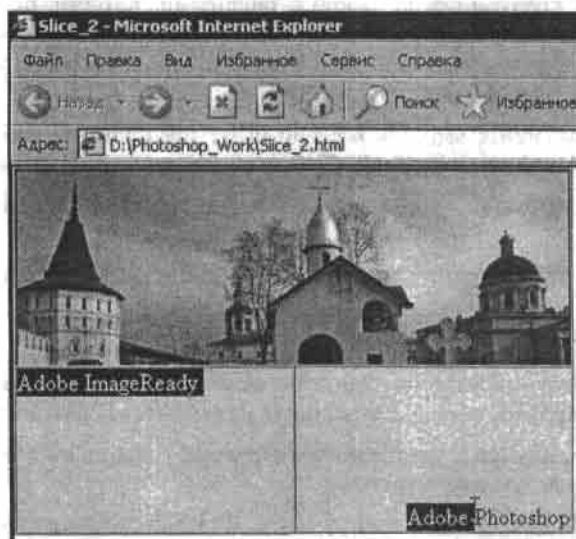 Slice_2 - Microsoft Internet Explorer
Файл Правка Вид Избранное Сервис Справка
Назад Поиск Избранное
Адрес: D:\Photoshop_Work\Slice_2.html
Adobe ImageReady
Adobe Photoshop